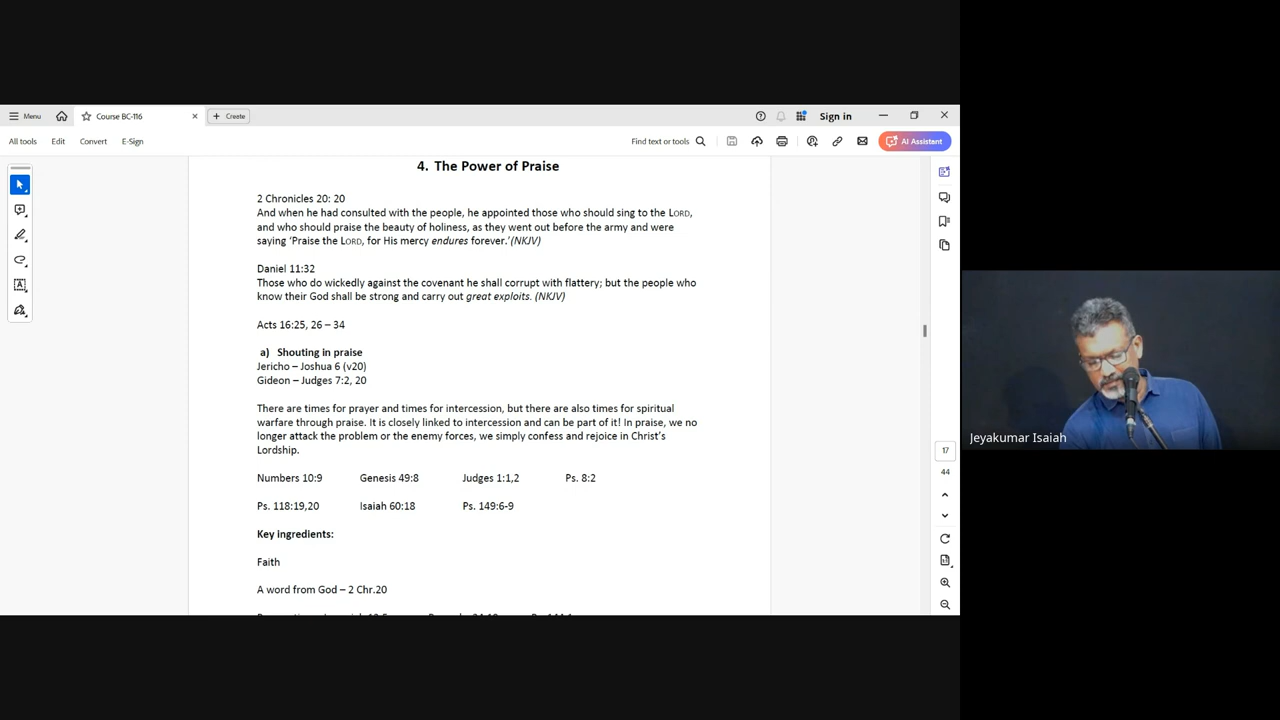 Menu
Course BC-116
Create
Sign in
All tools
Edit
Convert
E-Sign
Find text or tools
AI Assistant
4. The Power of Praise
2 Chronicles 20: 20
And when he had consulted with the people, he appointed those who should sing to the LORD,
and who should praise the beauty of holiness, as they went out before the army and were
saying ‘Praise the LORD, for His mercy endures forever.’(NKJV)
Daniel 11:32
Those who do wickedly against the covenant he shall corrupt with flattery; but the people who
know their God shall be strong and carry out great exploits. (NKJV)
Acts 16:25, 26 – 34
a) Shouting in praise
Jericho – Joshua 6 (v20)
Gideon – Judges 7:2, 20
There are times for prayer and times for intercession, but there are also times for spiritual
warfare through praise. It is closely linked to intercession and can be part of it! In praise, we no
longer attack the problem or the enemy forces, we simply confess and rejoice in Christ’s
Lordship.
Numbers 10:9 Genesis 49:8 Judges 1:1,2 Ps. 8:2
Ps. 118:19,20 Isaiah 60:18 Ps. 149:6-9
Key ingredients:
Faith
A word from God – 2 Chr.20
17
44
Jeyakumar Isaiah